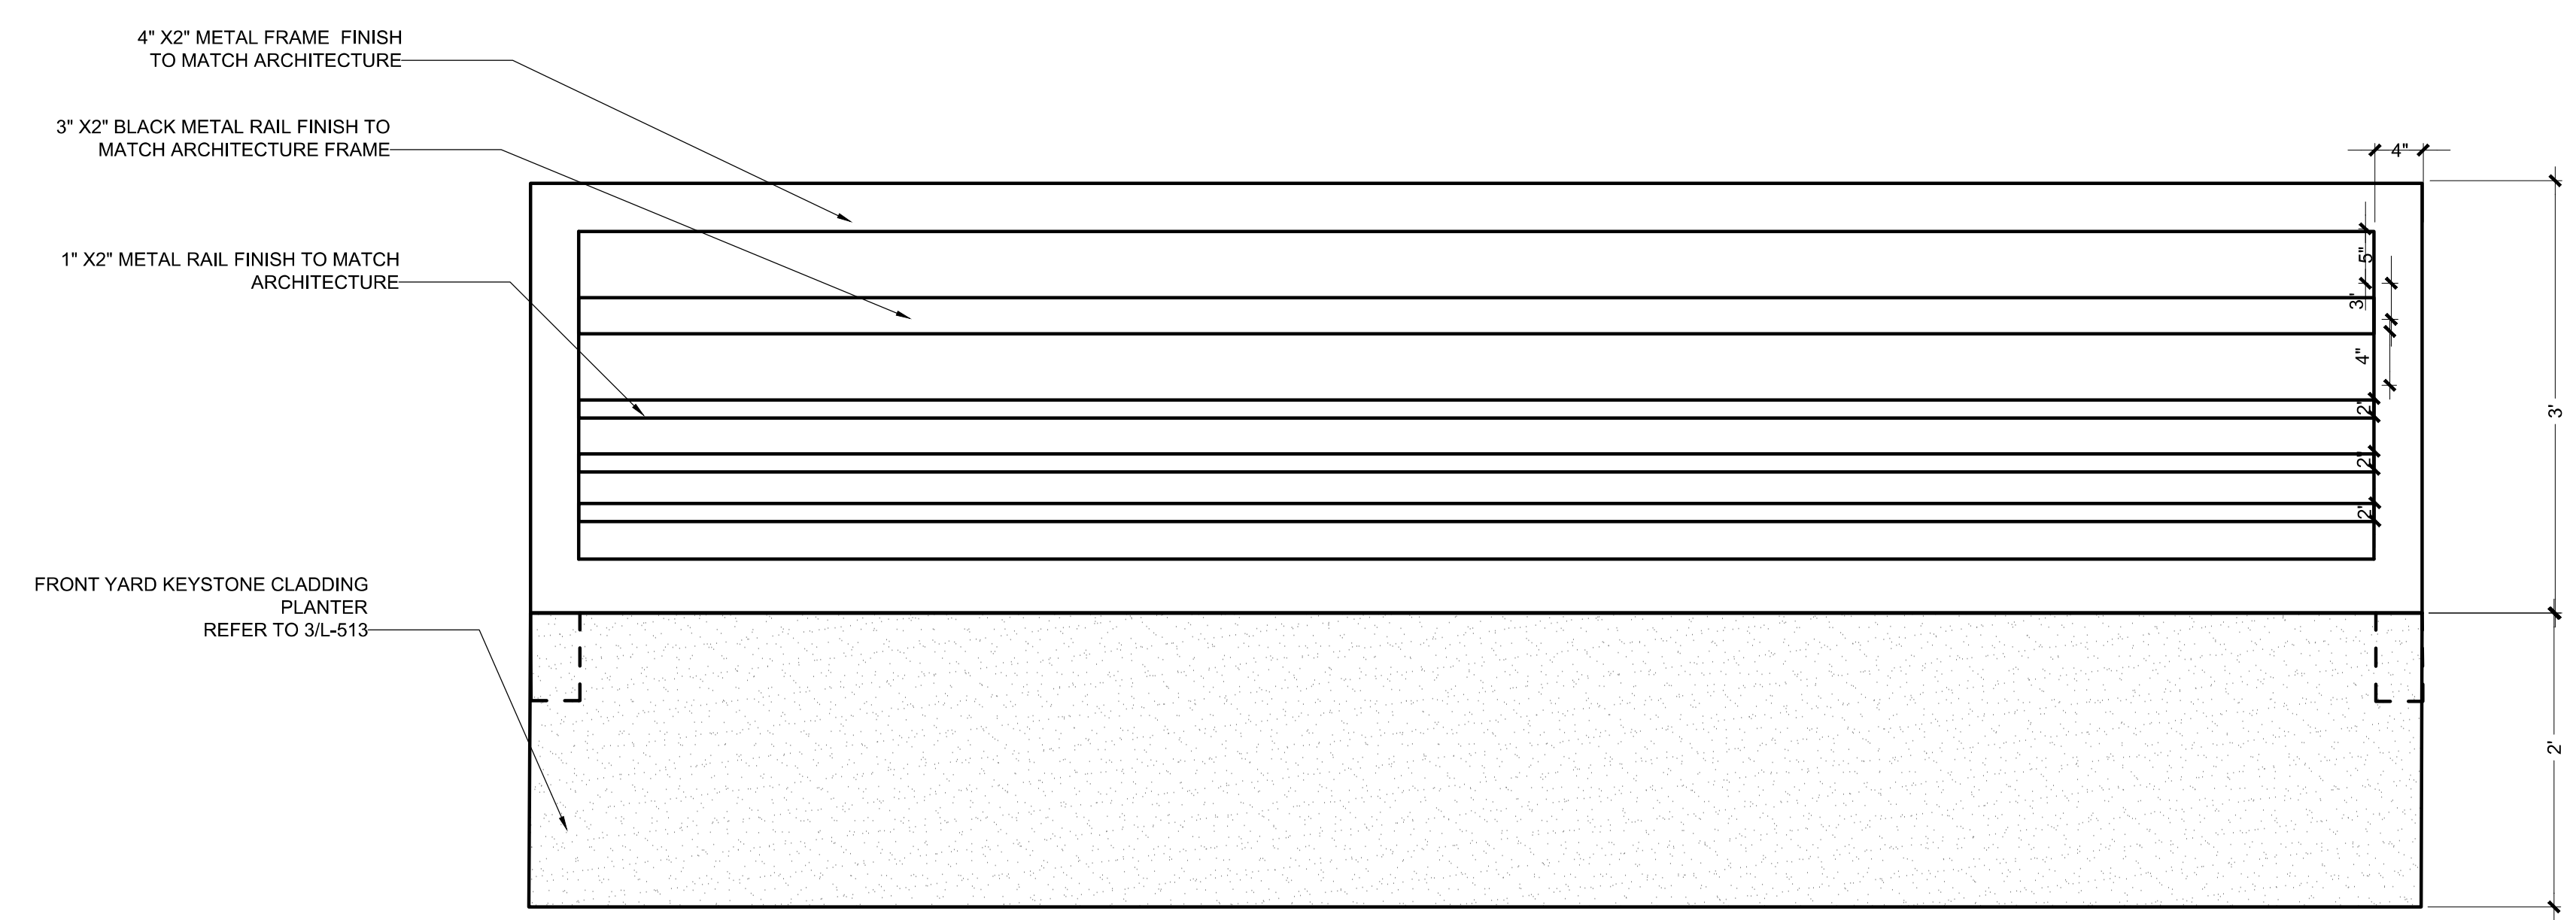 4" X2" METAL FRAME  FINISH
TO MATCH ARCHITECTURE
3" X2" BLACK METAL RAIL FINISH TO
MATCH ARCHITECTURE FRAME
1" X2" METAL RAIL FINISH TO MATCH
ARCHITECTURE
FRONT YARD KEYSTONE CLADDING
PLANTER
REFER TO 3/L-513
4"
5"
3"
4"
2"
2"
2"
3'
2'